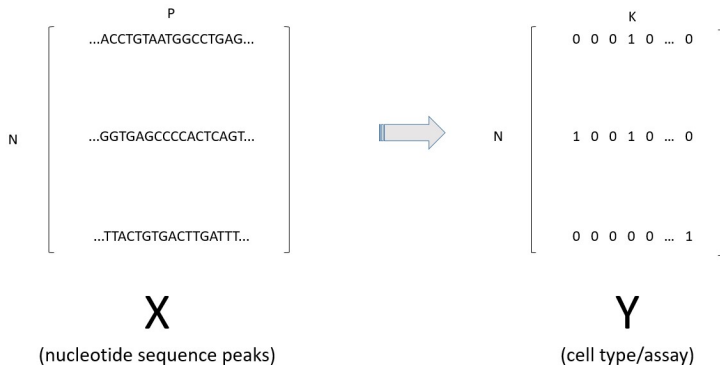 P
...ACCTGTAATGGCCTGAG...
N
...GGTGAGCCCCACTCAGT...
...TTACTGTGACTTGATTT...
X
(nucleotide sequence peaks)
K
0 0 0 1 0 ... 0
N
1 0 0 1 0 ... 0
0 0 0 0 0 ... 1
Y
(cell type/assay)